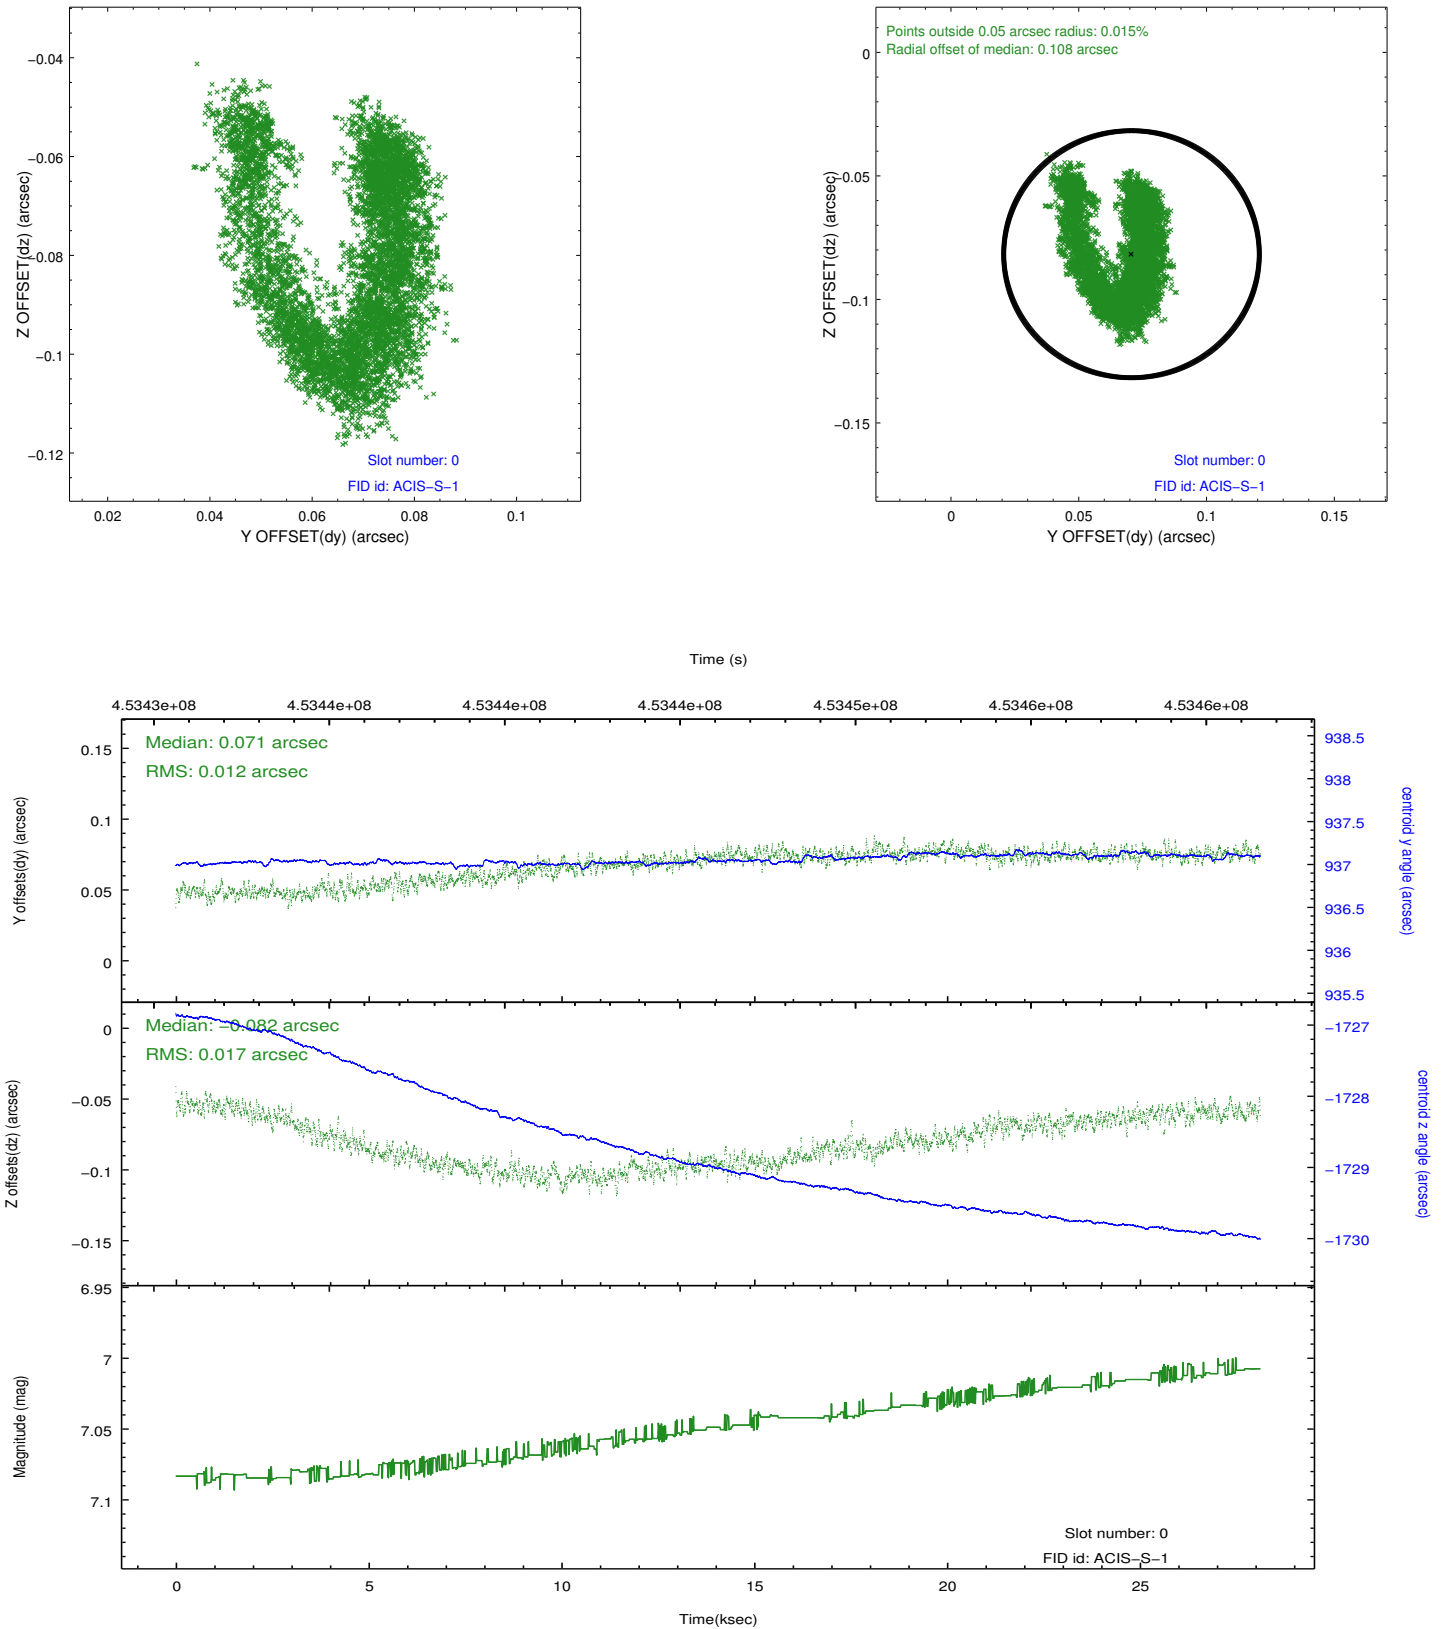 −0.04
−0.06
−0.08
−0.1
−0.12
Z OFFSET(dz) (arcsec)
Slot number: 0
FID id: ACIS−S−1
0.02 0.04 0.06 0.08 0.1
Y OFFSET(dy) (arcsec)
Points outside 0.05 arcsec radius: 0.015%
Radial offset of median: 0.108 arcsec
0
−0.05
−0.1
−0.15
Z OFFSET(dz) (arcsec)
Slot number: 0
FID id: ACIS−S−1
0 0.05 0.1 0.15
Y OFFSET(dy) (arcsec)
Time (s)
4.5343e+08 4.5344e+08 4.5344e+08 4.5344e+08 4.5345e+08 4.5346e+08 4.5346e+08
Median: 0.071 arcsec
RMS: 0.012 arcsec
0.15
0.1
0.05
0
Y offsets(dy) (arcsec)
938.5
938
937.5
937
936.5
936
935.5
centroid y angle (arcsec)
Median: −0.082 arcsec
RMS: 0.017 arcsec
0
−0.05
−0.1
−0.15
Z offsets(dz) (arcsec)
−1727
−1728
−1729
−1730
centroid z angle (arcsec)
6.95
7
7.05
7.1
Magnitude (mag)
Slot number: 0
FID id: ACIS−S−1
0 5 10 15 20 25
Time(ksec)